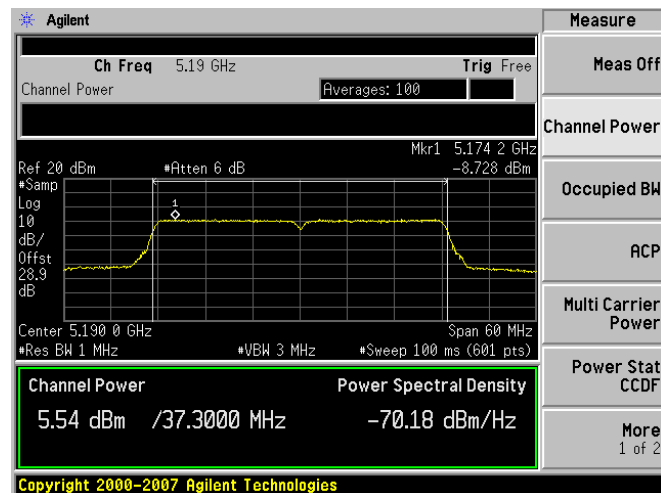 Agilent
Measure
Ch Freq 5.19 GHz Trig Free
Channel Power Averages: 100
Mkr1 5.174 2 GHz
Ref 20 dBm #Atten 6 dB -8.728 dBm
#Samp
Log
10
dB/
Offst
28.9
dB
1
Center 5.190 0 GHz Span 60 MHz
#Res BW 1 MHz #VBW 3 MHz #Sweep 100 ms (601 pts)
Channel Power Power Spectral Density
5.54 dBm /37.3000 MHz -70.18 dBm/Hz
Copyright 2000-2007 Agilent Technologies
Meas Off
Channel Power
Occupied BW
ACP
Multi Carrier
Power
Power Stat
CCDF
More
1 of 2